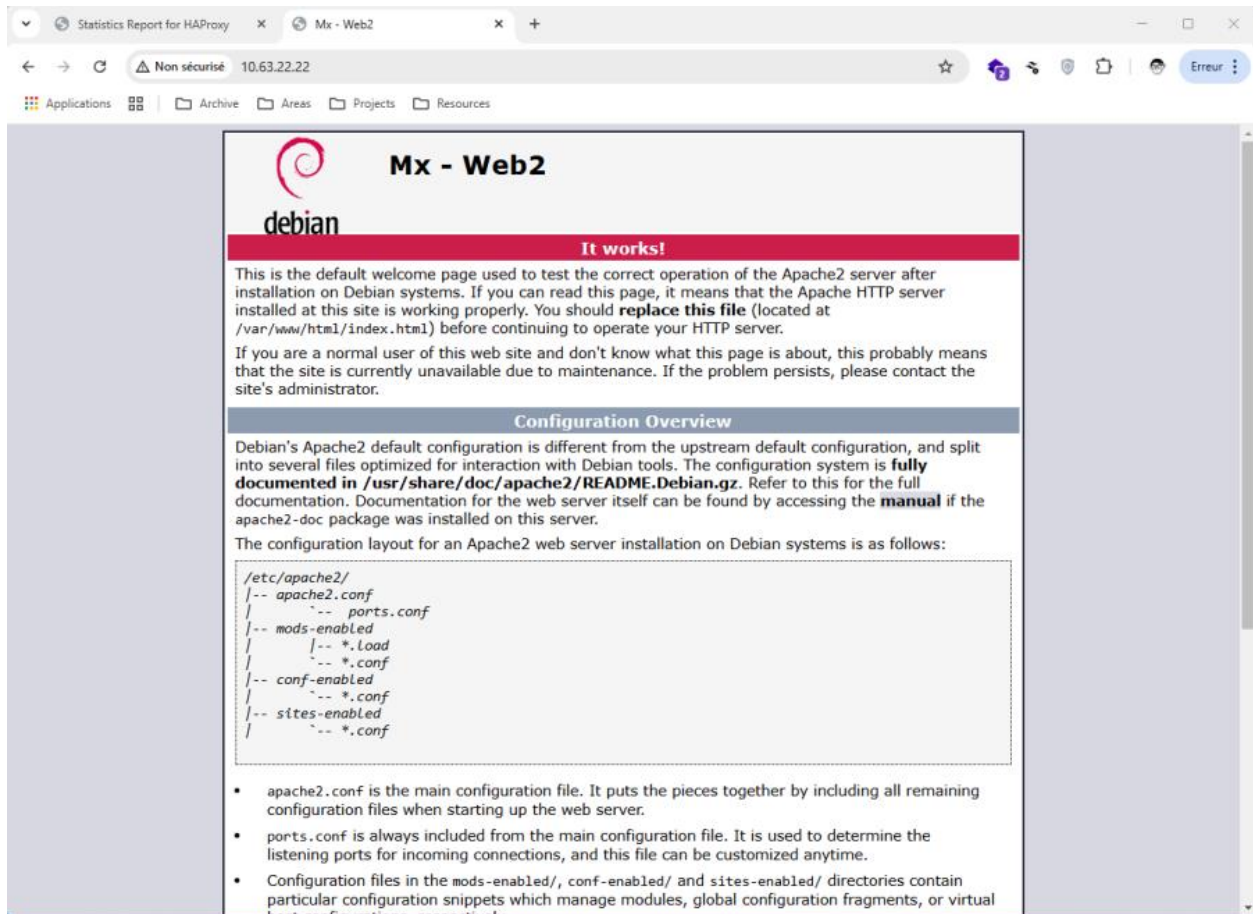 Statistics Report for HAProxy
Mx - Web2
Non sécurisé 10.63.22.22
2
Erreur
Applications
Archive
Areas
Projects
Resources
debian
Mx - Web2
It works!
This is the default welcome page used to test the correct operation of the Apache2 server after
installation on Debian systems. If you can read this page, it means that the Apache HTTP server
installed at this site is working properly. You should replace this file (located at
/var/www/html/index.html) before continuing to operate your HTTP server.
If you are a normal user of this web site and don't know what this page is about, this probably means
that the site is currently unavailable due to maintenance. If the problem persists, please contact the
site's administrator.
Configuration Overview
Debian's Apache2 default configuration is different from the upstream default configuration, and split
into several files optimized for interaction with Debian tools. The configuration system is fully
documented in /usr/share/doc/apache2/README.Debian.gz. Refer to this for the full
documentation. Documentation for the web server itself can be found by accessing the manual if the
apache2-doc package was installed on this server.
The configuration layout for an Apache2 web server installation on Debian systems is as follows:
/etc/apache2/
|-- apache2.conf
|       `--  ports.conf
|-- mods-enabled
|       |-- *.load
|       `-- *.conf
|-- conf-enabled
|       `-- *.conf
|-- sites-enabled
|       `-- *.conf
• apache2.conf is the main configuration file. It puts the pieces together by including all remaining
configuration files when starting up the web server.
• ports.conf is always included from the main configuration file. It is used to determine the
listening ports for incoming connections, and this file can be customized anytime.
• Configuration files in the mods-enabled/, conf-enabled/ and sites-enabled/ directories contain
particular configuration snippets which manage modules, global configuration fragments, or virtual